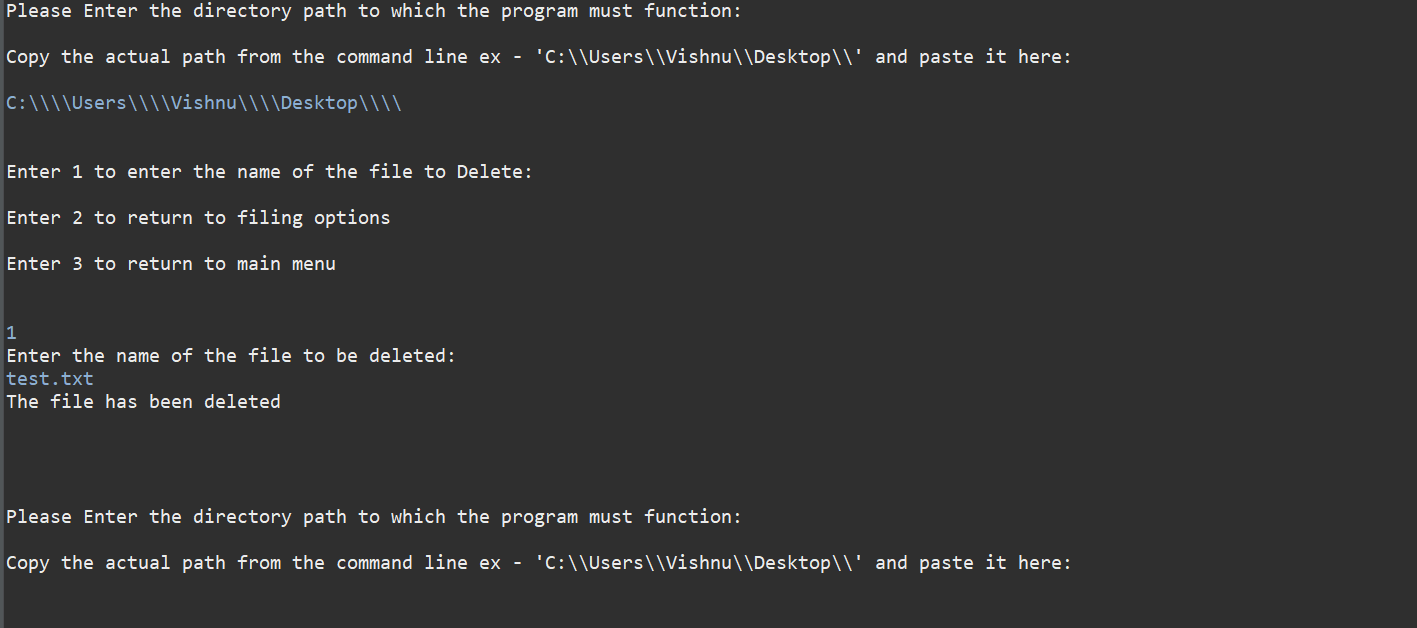 Please Enter the directory path to which the program must function:
Copy the actual path from the command line ex - 'C:\\Users\\Vishnu\\Desktop\\' and paste it here:
C:\\\\Users\\\\Vishnu\\\\Desktop\\\\
Enter 1 to enter the name of the file to Delete:
Enter 2 to return to filing options
Enter 3 to return to main menu
1
Enter the name of the file to be deleted:
test.txt
The file has been deleted
Please Enter the directory path to which the program must function:
Copy the actual path from the command line ex - 'C:\\Users\\Vishnu\\Desktop\\' and paste it here: